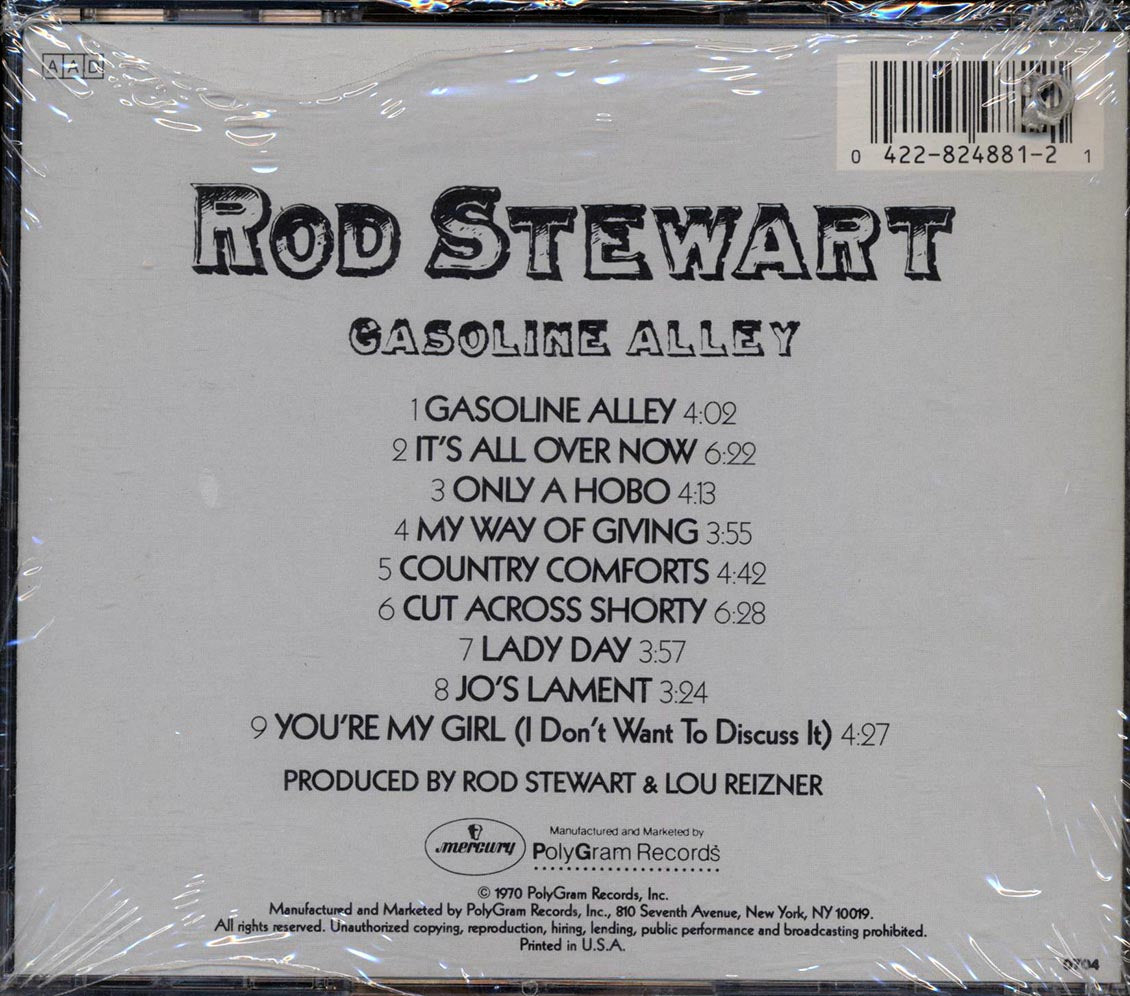 AAD
0 422-824881-2 1
ROD STEWART
GASOLINE ALLEY
1 GASOLINE ALLEY 4:02
2 IT'S ALL OVER NOW 6:22
3 ONLY A HOBO 4:13
4 MY WAY OF GIVING 3:55
5 COUNTRY COMFORTS 4:42
6 CUT ACROSS SHORTY 6:28
7 LADY DAY 3:57
8 JO'S LAMENT 3:24
9 YOU'RE MY GIRL (I Don't Want To Discuss It) 4:27
PRODUCED BY ROD STEWART & LOU REIZNER
mercury
Manufactured and Marketed by
PolyGram Records
© 1970 PolyGram Records, Inc.
Manufactured and Marketed by PolyGram Records, Inc., 810 Seventh Avenue, New York, NY 10019.
All rights reserved. Unauthorized copying, reproduction, hiring, lending, public performance and broadcasting prohibited.
Printed in U.S.A.
0704